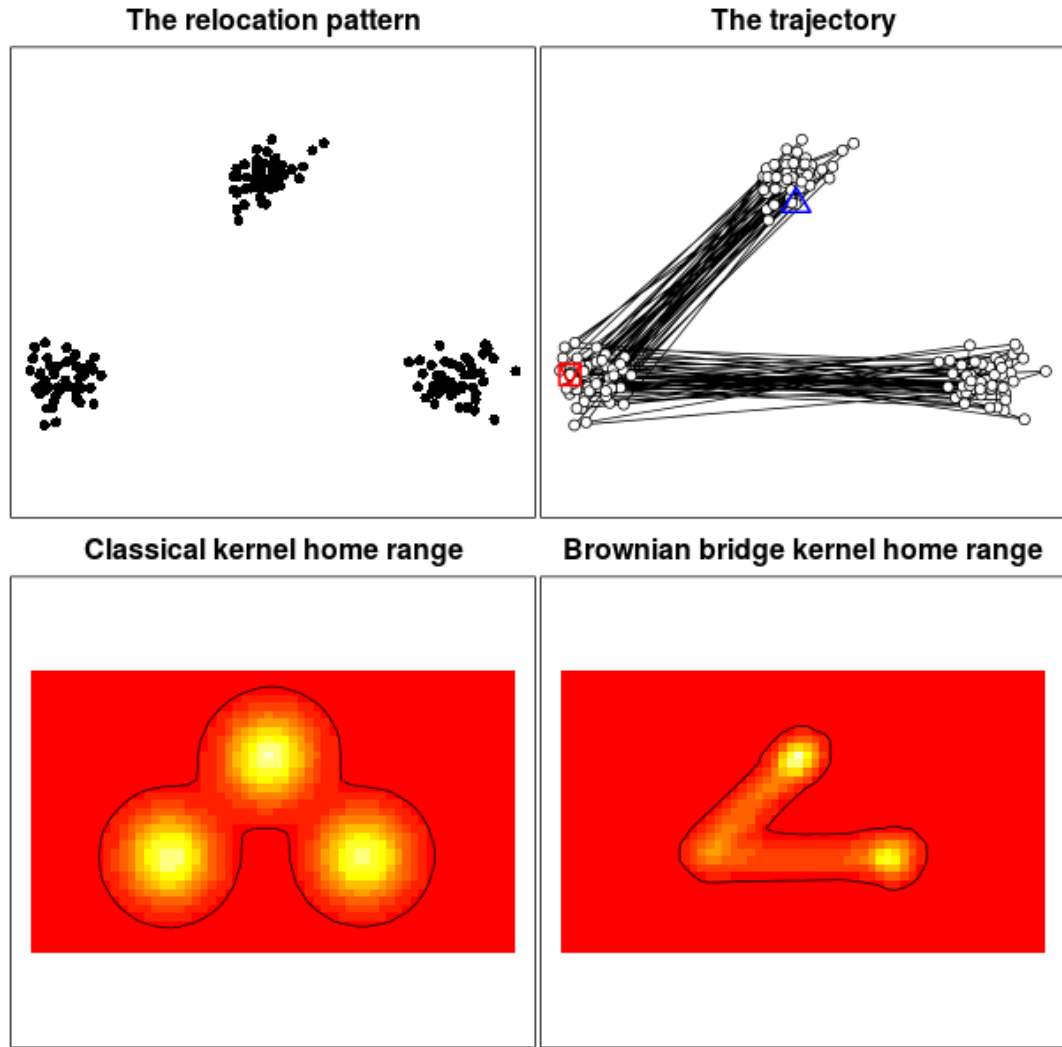 The relocation pattern
The trajectory
Classical kernel home range
Brownian bridge kernel home range